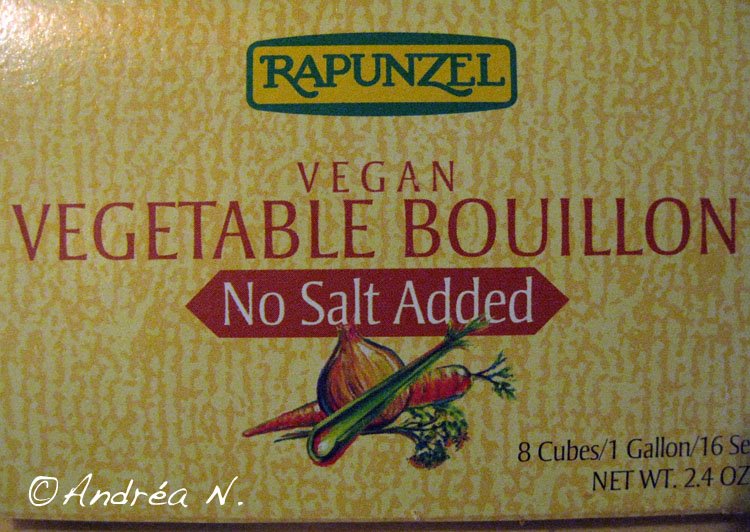 RAPUNZEL
VEGAN
VEGETABLE BOUILLON
No Salt Added
8 Cubes/1 Gallon/16 Se
NET WT. 2.4 OZ
©Andréa N.